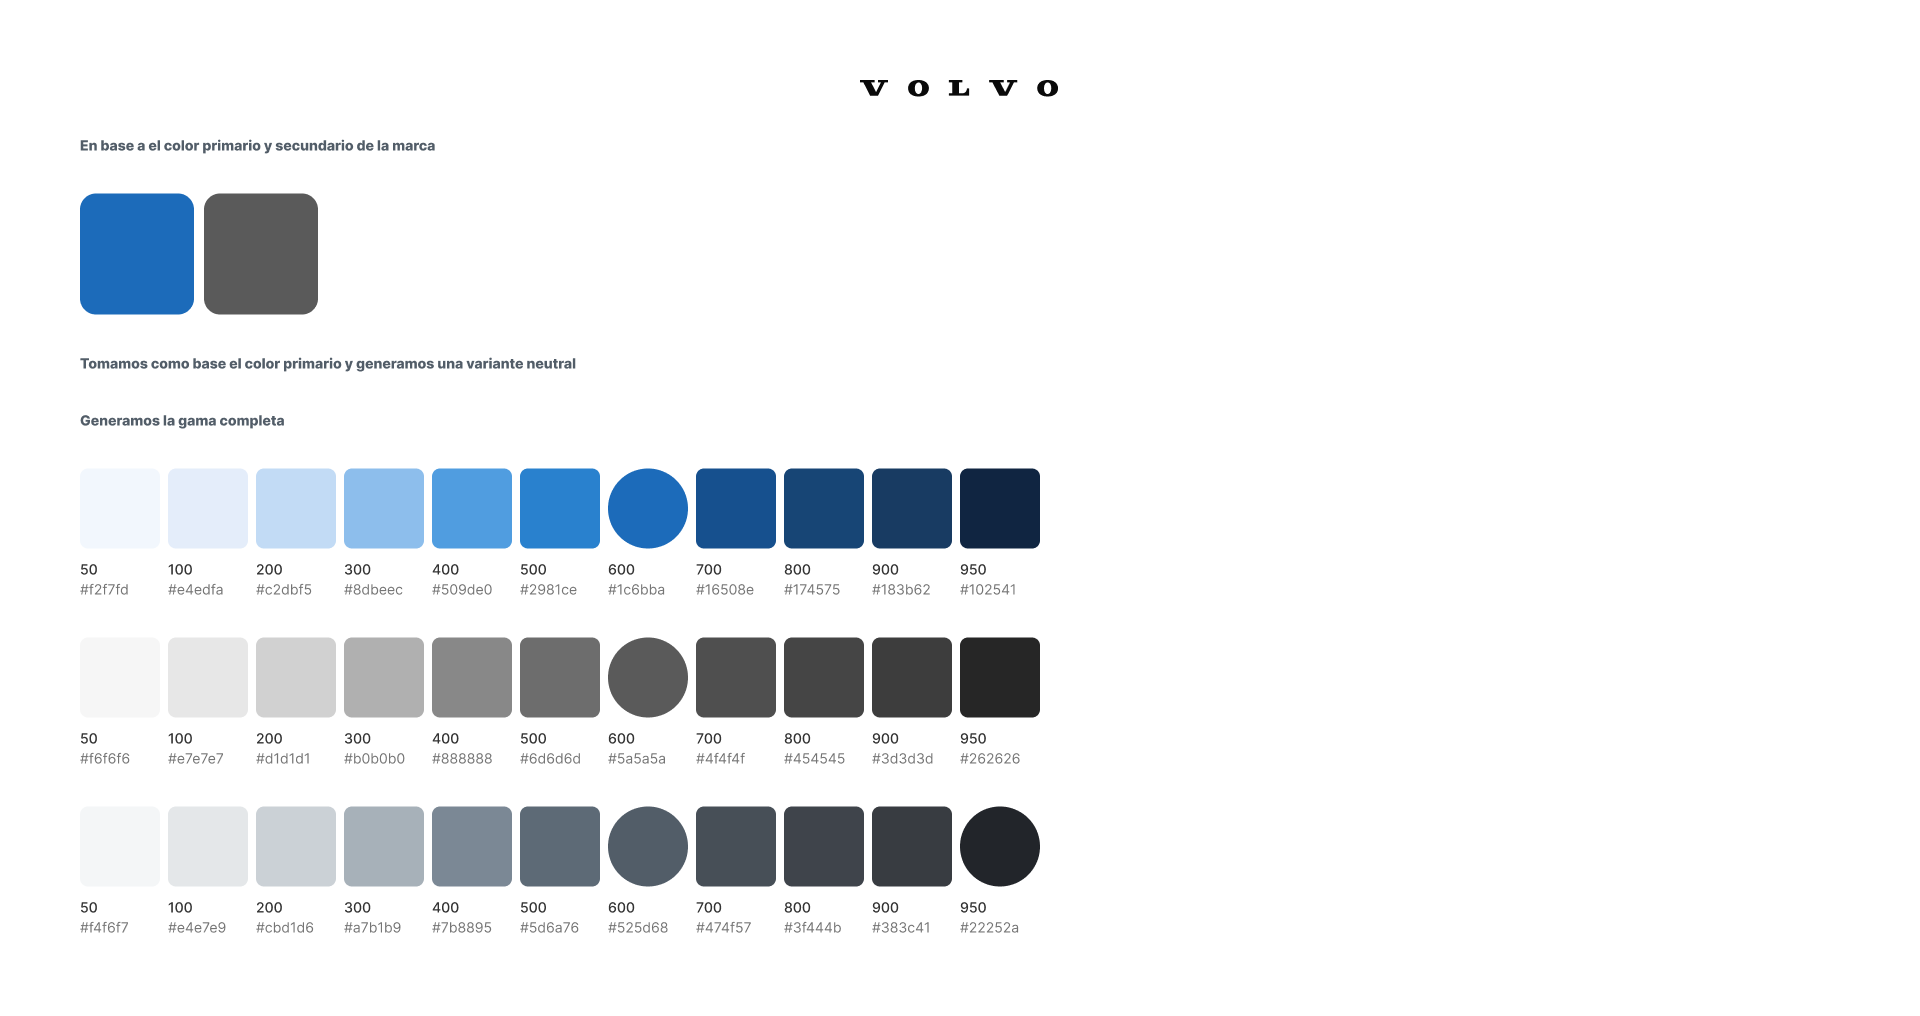 VOLVO
En base a el color primario y secundario de la marca
Tomamos como base el color primario y generamos una variante neutral
Generamos la gama completa
50 100 200 300 400 500 600 700 800 900 950
#f2f7fd #e4edfa #c2dbf5 #8dbeec #509de0 #2981ce #1c6bba #16508e #174575 #183b62 #102541
50 100 200 300 400 500 600 700 800 900 950
#f6f6f6 #e7e7e7 #d1d1d1 #b0b0b0 #888888 #6d6d6d #5a5a5a #4f4f4f #454545 #3d3d3d #262626
50 100 200 300 400 500 600 700 800 900 950
#f4f6f7 #e4e7e9 #cbd1d6 #a7b1b9 #7b8895 #5d6a76 #525d68 #474f57 #3f444b #383c41 #22252a